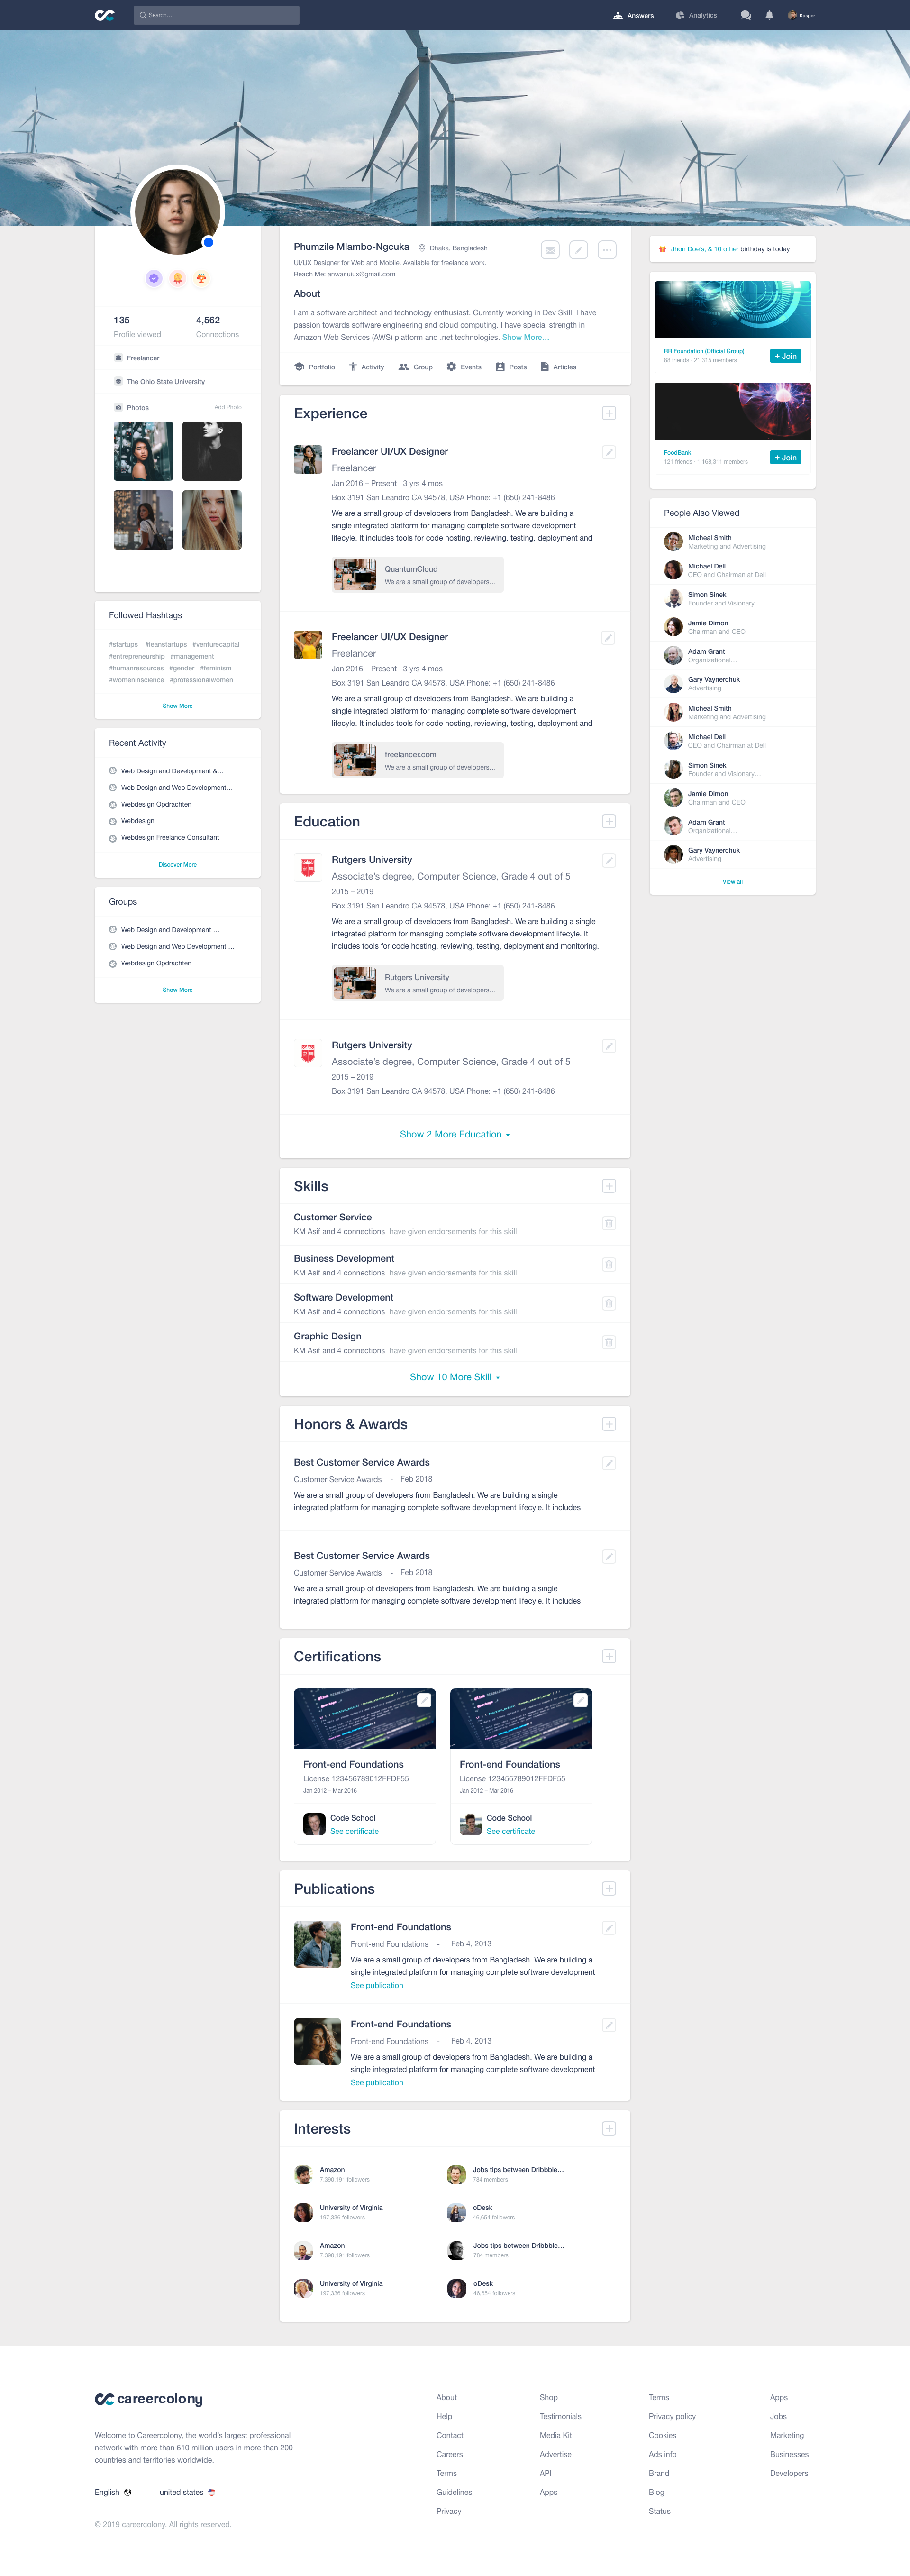 Search...
Answers
Analytics
Kasper
135
Profile viewed
4,562
Connections
Freelancer
The Ohio State University
Photos
Add Photo
Followed Hashtags
#startups #leanstartups #venturecapital
#entrepreneurship #management
#humanresources #gender #feminism
#womeninscience #professionalwomen
Show More
Recent Activity
Web Design and Development &...
Web Design and Web Development...
Webdesign Opdrachten
Webdesign
Webdesign Freelance Consultant
Discover More
Groups
Web Design and Development ...
Web Design and Web Development ...
Webdesign Opdrachten
Show More
Phumzile Mlambo-Ngcuka
Dhaka, Bangladesh
UI/UX Designer for Web and Mobile. Available for freelance work.
Reach Me: anwar.uiux@gmail.com
About
I am a software architect and technology enthusiast. Currently working in Dev Skill. I have
passion towards software engineering and cloud computing. I have special strength in
Amazon Web Services (AWS) platform and .net technologies. Show More...
Portfolio
Activity
Group
Events
Posts
Articles
Experience
Freelancer UI/UX Designer
Freelancer
Jan 2016 – Present . 3 yrs 4 mos
Box 3191 San Leandro CA 94578, USA Phone: +1 (650) 241-8486
We are a small group of developers from Bangladesh. We are building a
single integrated platform for managing complete software development
lifecyle. It includes tools for code hosting, reviewing, testing, deployment and
QuantumCloud
We are a small group of developers...
Freelancer UI/UX Designer
Freelancer
Jan 2016 – Present . 3 yrs 4 mos
Box 3191 San Leandro CA 94578, USA Phone: +1 (650) 241-8486
We are a small group of developers from Bangladesh. We are building a
single integrated platform for managing complete software development
lifecyle. It includes tools for code hosting, reviewing, testing, deployment and
freelancer.com
We are a small group of developers...
Education
Rutgers University
Associate's degree, Computer Science, Grade 4 out of 5
2015 – 2019
Box 3191 San Leandro CA 94578, USA Phone: +1 (650) 241-8486
We are a small group of developers from Bangladesh. We are building a single
integrated platform for managing complete software development lifecyle. It
includes tools for code hosting, reviewing, testing, deployment and monitoring.
Rutgers University
We are a small group of developers...
Rutgers University
Associate's degree, Computer Science, Grade 4 out of 5
2015 – 2019
Box 3191 San Leandro CA 94578, USA Phone: +1 (650) 241-8486
Show 2 More Education
Skills
Customer Service
KM Asif and 4 connections have given endorsements for this skill
Business Development
KM Asif and 4 connections have given endorsements for this skill
Software Development
KM Asif and 4 connections have given endorsements for this skill
Graphic Design
KM Asif and 4 connections have given endorsements for this skill
Show 10 More Skill
Honors & Awards
Best Customer Service Awards
Customer Service Awards - Feb 2018
We are a small group of developers from Bangladesh. We are building a single
integrated platform for managing complete software development lifecyle. It includes
Best Customer Service Awards
Customer Service Awards - Feb 2018
We are a small group of developers from Bangladesh. We are building a single
integrated platform for managing complete software development lifecyle. It includes
Certifications
Front-end Foundations
License 123456789012FFDF55
Jan 2012 – Mar 2016
Code School
See certificate
Front-end Foundations
License 123456789012FFDF55
Jan 2012 – Mar 2016
Code School
See certificate
Publications
Front-end Foundations
Front-end Foundations - Feb 4, 2013
We are a small group of developers from Bangladesh. We are building a
single integrated platform for managing complete software development
See publication
Front-end Foundations
Front-end Foundations - Feb 4, 2013
We are a small group of developers from Bangladesh. We are building a
single integrated platform for managing complete software development
See publication
Interests
Amazon
7,390,191 followers
Jobs tips between Dribbble...
784 members
University of Virginia
197,336 followers
oDesk
46,654 followers
Amazon
7,390,191 followers
Jobs tips between Dribbble...
784 members
University of Virginia
197,336 followers
oDesk
46,654 followers
Jhon Doe's, & 10 other birthday is today
RR Foundation (Official Group)
86 friends · 21,315 members
+ Join
FoodBank
121 friends · 1,168,311 members
+ Join
People Also Viewed
Micheal Smith
Marketing and Advertising
Michael Dell
CEO and Chairman at Dell
Simon Sinek
Founder and Visionary...
Jamie Dimon
Chairman and CEO
Adam Grant
Organizational...
Gary Vaynerchuk
Advertising
Micheal Smith
Marketing and Advertising
Michael Dell
CEO and Chairman at Dell
Simon Sinek
Founder and Visionary...
Jamie Dimon
Chairman and CEO
Adam Grant
Organizational...
Gary Vaynerchuk
Advertising
View all
careercolony
Welcome to Careercolony, the world's largest professional
network with more than 610 million users in more than 200
countries and territories worldwide.
English
united states
© 2019 careercolony. All rights reserved.
About
Help
Contact
Careers
Terms
Guidelines
Privacy
Shop
Testimonials
Media Kit
Advertise
API
Apps
Terms
Privacy policy
Cookies
Ads info
Brand
Blog
Status
Apps
Jobs
Marketing
Businesses
Developers